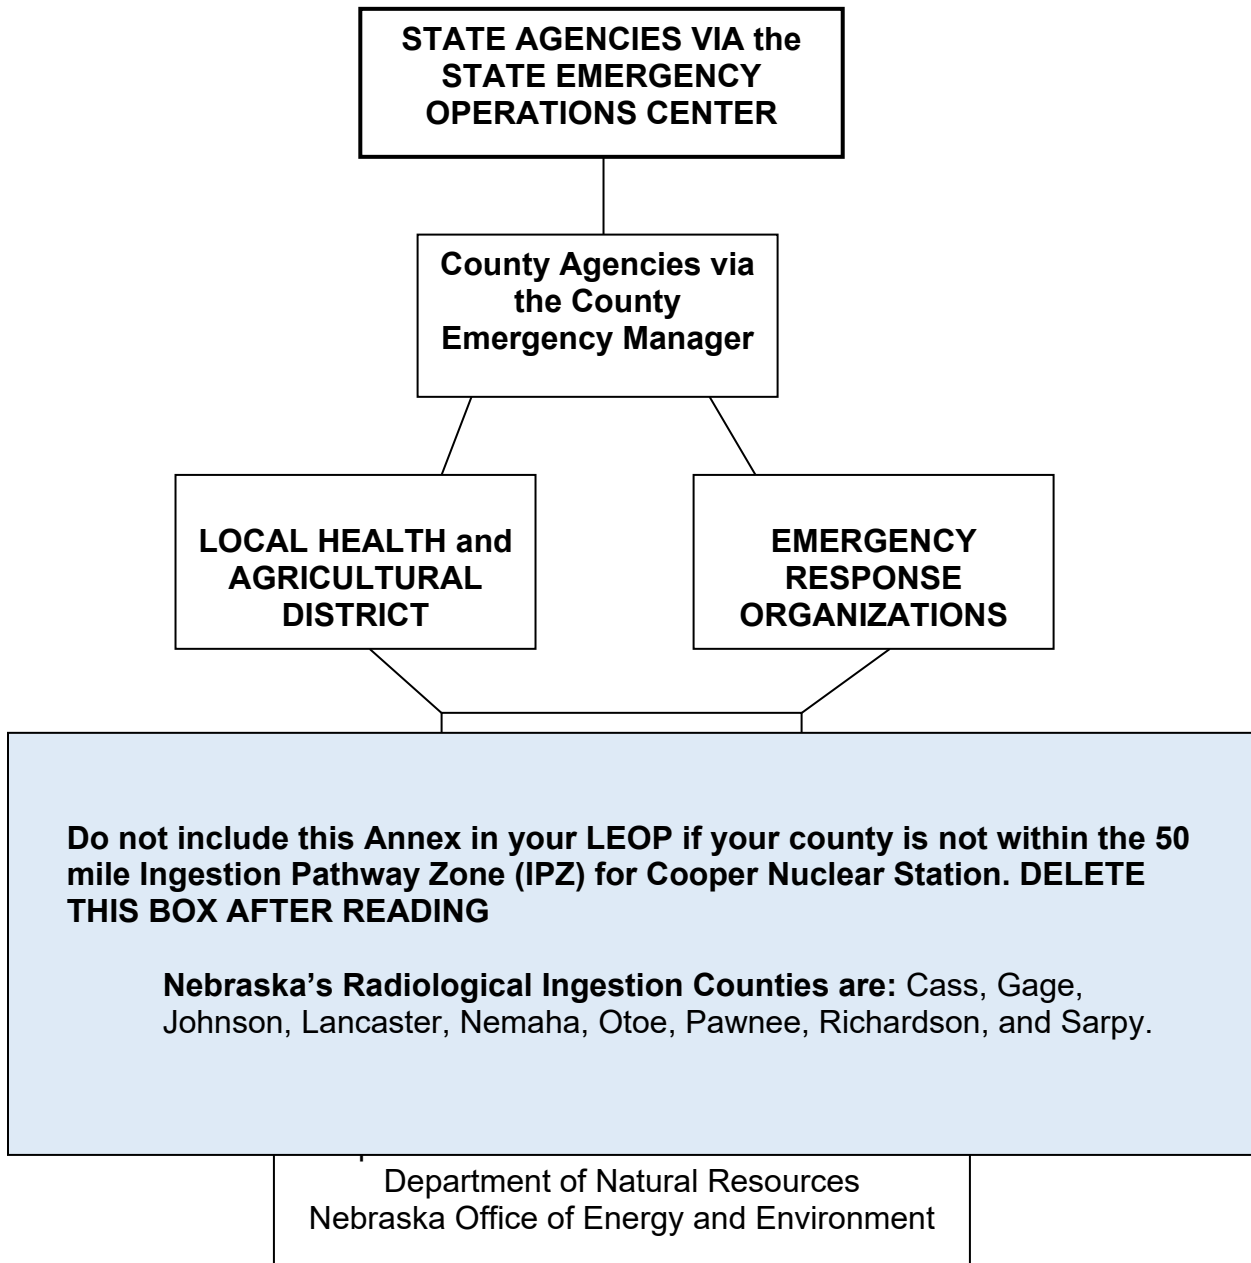 STATE AGENCIES VIA the
STATE EMERGENCY
OPERATIONS CENTER
County Agencies via
the County
Emergency Manager
LOCAL HEALTH and
AGRICULTURAL
DISTRICT
EMERGENCY
RESPONSE
ORGANIZATIONS
Do not include this Annex in your LEOP if your county is not within the 50
mile Ingestion Pathway Zone (IPZ) for Cooper Nuclear Station. DELETE
THIS BOX AFTER READING
Nebraska’s Radiological Ingestion Counties are: Cass, Gage,
Johnson, Lancaster, Nemaha, Otoe, Pawnee, Richardson, and Sarpy.
Department of Natural Resources
Nebraska Office of Energy and Environment